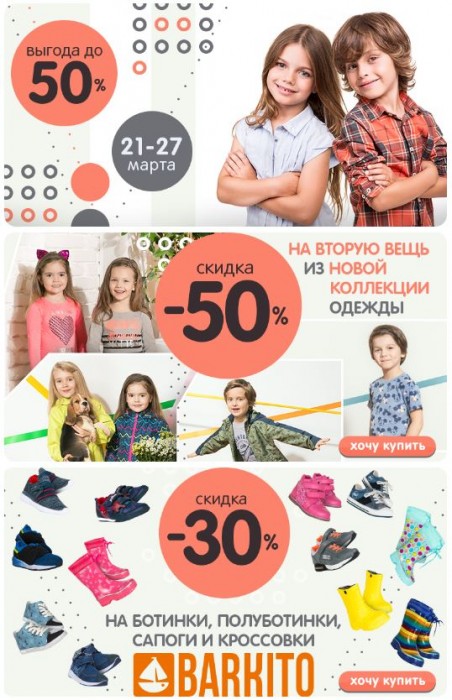 выгода до
50%
21-27
марта
скидка
-50%
НА ВТОРУЮ ВЕЩЬ
ИЗ НОВОЙ
КОЛЛЕКЦИИ
ОДЕЖДЫ
хочу купить
скидка
-30%
НА БОТИНКИ, ПОЛУБОТИНКИ,
САПОГИ И КРОССОВКИ
BARKITO
хочу купить